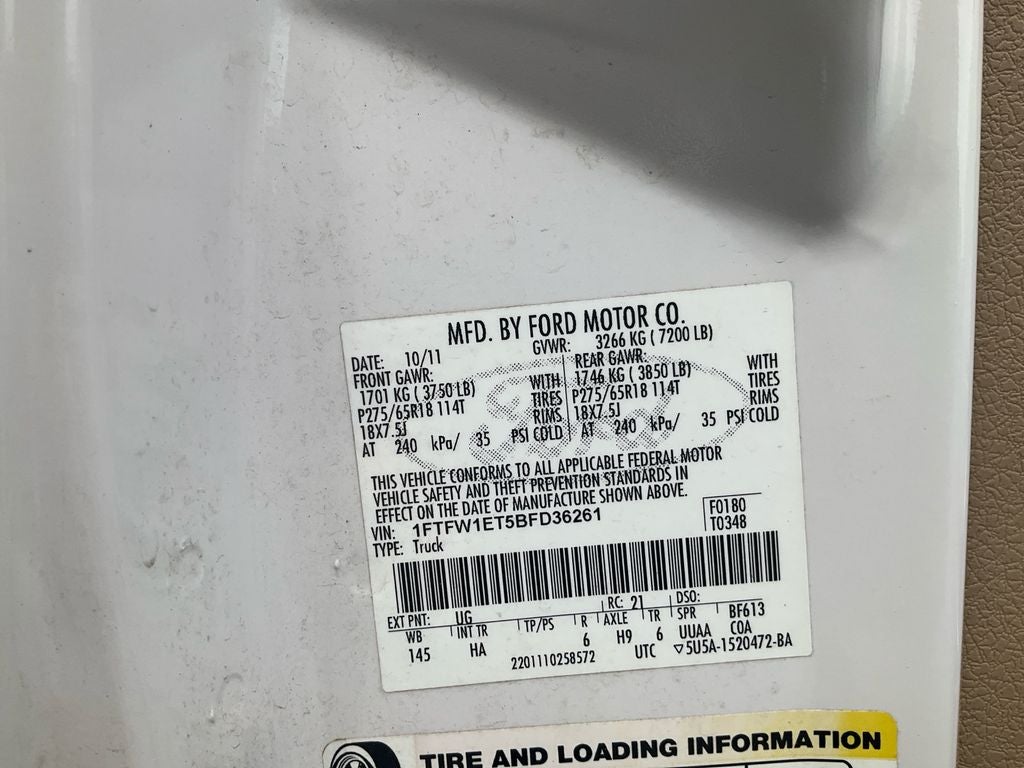 MFD. BY FORD MOTOR CO.
DATE: 10/11 GVWR: 3266 KG ( 7200 LB)
FRONT GAWR: REAR GAWR:
1701 KG ( 3750 LB) WITH 1746 KG ( 3850 LB) WITH
P275/65R18 114T TIRES P275/65R18 114T TIRES
18X7.5J RIMS 18X7.5J RIMS
AT 240 kPa/ 35 PSI COLD AT 240 kPa/ 35 PSI COLD
THIS VEHICLE CONFORMS TO ALL APPLICABLE FEDERAL MOTOR
VEHICLE SAFETY AND THEFT PREVENTION STANDARDS IN
EFFECT ON THE DATE OF MANUFACTURE SHOWN ABOVE.
VIN: 1FTFW1ET5BFD36261 F0180
TYPE: Truck T0348
EXT PNT: UG RC: 21 DSO:
WB INT TR TP/PS R AXLE TR SPR BF613
145 HA 6 H9 6 UUAA COA
2201110258572 UTC ▽5U5A-1520472-BA
Ford
TIRE AND LOADING INFORMATION